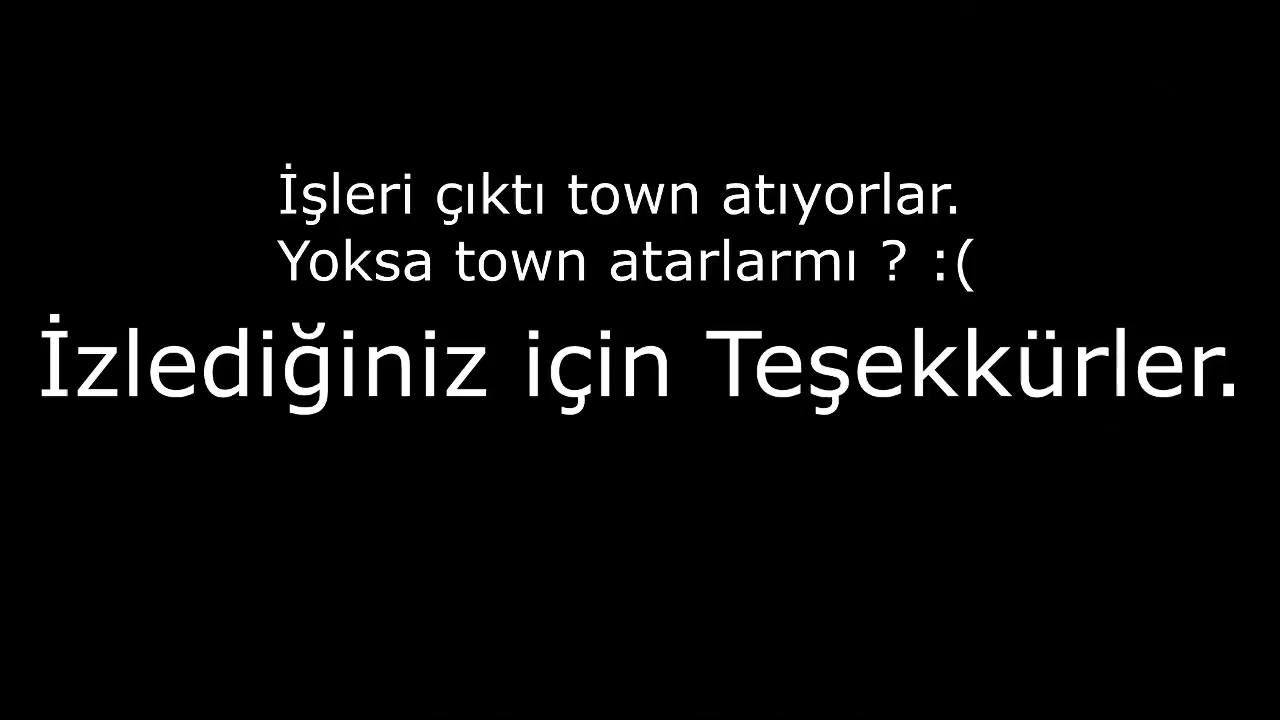 İşleri çıktı town atıyorlar.
Yoksa town atarlarmı ? :(
İzlediğiniz için Teşekkürler.